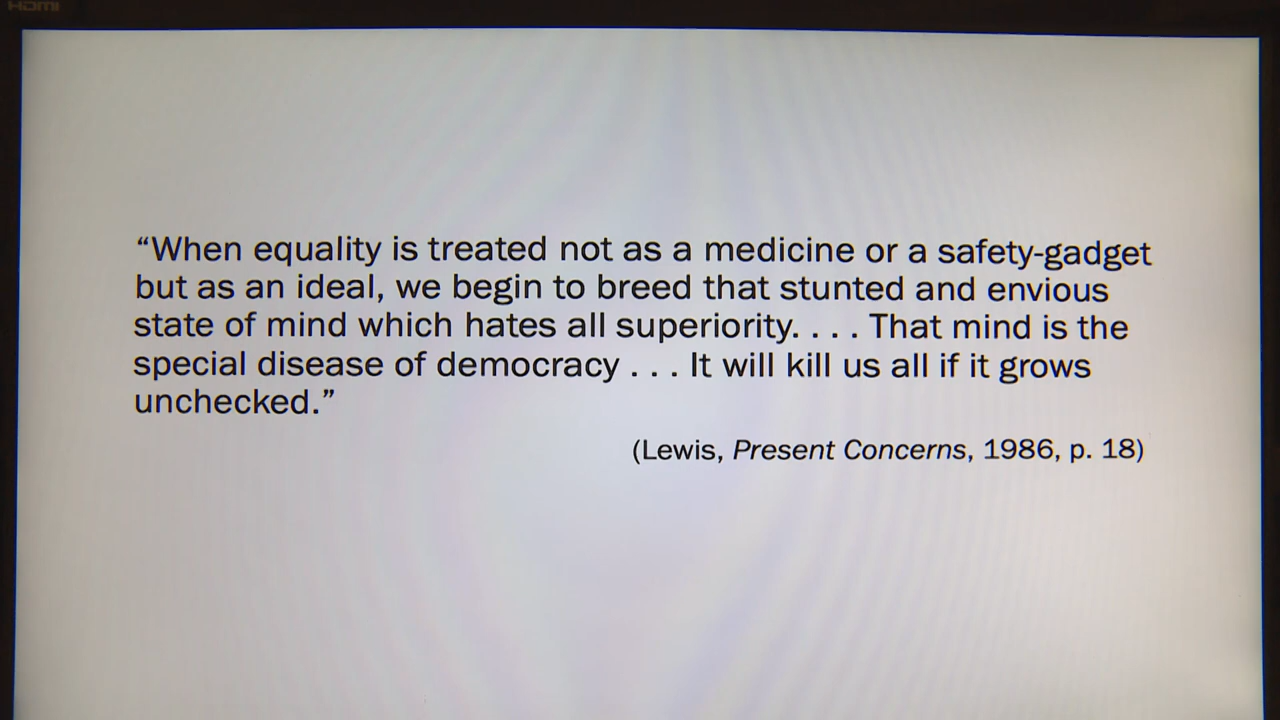 HDMI
“When equality is treated not as a medicine or a safety-gadget
but as an ideal, we begin to breed that stunted and envious
state of mind which hates all superiority. . . . That mind is the
special disease of democracy . . . It will kill us all if it grows
unchecked.”
(Lewis, Present Concerns, 1986, p. 18)